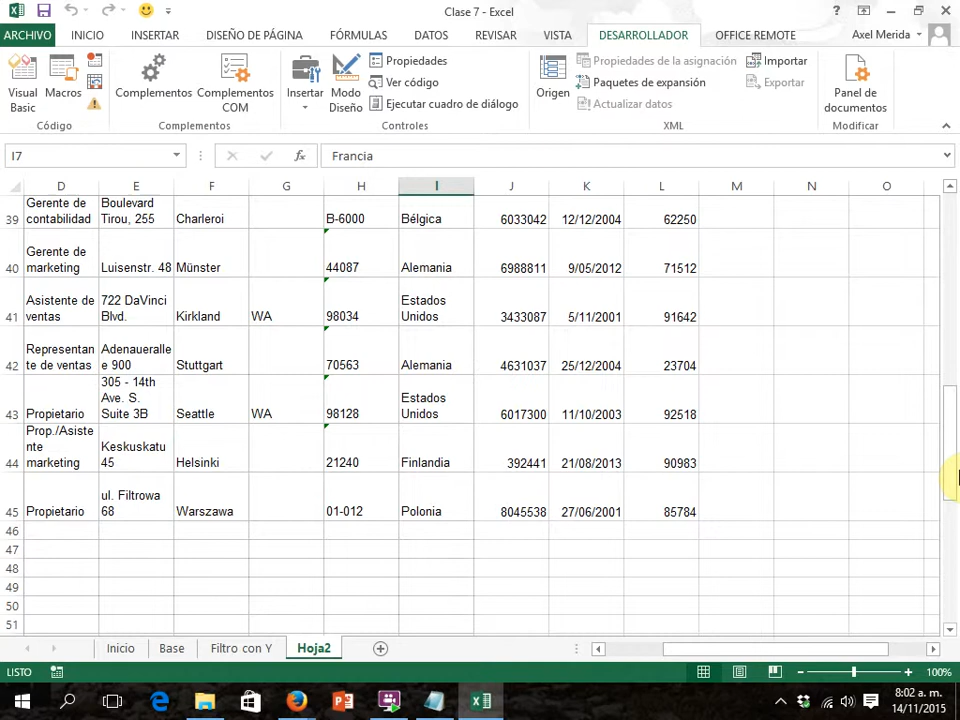 Clase 7 - Excel
ARCHIVO INICIO INSERTAR DISEÑO DE PÁGINA FÓRMULAS DATOS REVISAR VISTA DESARROLLADOR OFFICE REMOTE Axel Merida
Visual Basic
Macros
Complementos
Complementos COM
Insertar
Modo Diseño
Propiedades
Ver código
Ejecutar cuadro de diálogo
Origen
Propiedades de la asignación
Paquetes de expansión
Actualizar datos
Importar
Exportar
Panel de documentos
Código Complementos Controles XML Modificar
I7 fx Francia
D E F G H I J K L M N O
39 Gerente de contabilidad Boulevard Tirou, 255 Charleroi B-6000 Bélgica 6033042 12/12/2004 62250
40 Gerente de marketing Luisenstr. 48 Münster 44087 Alemania 6988811 9/05/2012 71512
41 Asistente de ventas 722 DaVinci Blvd. Kirkland WA 98034 Estados Unidos 3433087 5/11/2001 91642
42 Representan te de ventas Adenaueralle e 900 Stuttgart 70563 Alemania 4631037 25/12/2004 23704
43 Propietario 305 - 14th Ave. S. Suite 3B Seattle WA 98128 Estados Unidos 6017300 11/10/2003 92518
44 Prop./Asiste nte marketing Keskuskatu 45 Helsinki 21240 Finlandia 392441 21/08/2013 90983
45 Propietario ul. Filtrowa 68 Warszawa 01-012 Polonia 8045538 27/06/2001 85784
46
47
48
49
50
51
Inicio Base Filtro con Y Hoja2
LISTO 100%
8:02 a. m.
14/11/2015